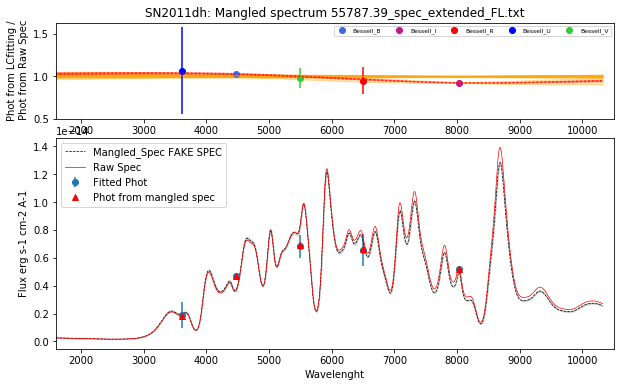 SN2011dh: Mangled spectrum 55787.39_spec_extended_FL.txt
Phot from LCfitting /
Phot from Raw Spec
1.5
1.0
0.5
Bessell_B
Bessell_I
Bessell_R
Bessell_U
Bessell_V
2000 3000 4000 5000 6000 7000 8000 9000 10000
1e−14
Flux erg s-1 cm-2 A-1
1.4
1.2
1.0
0.8
0.6
0.4
0.2
0.0
Mangled_Spec FAKE SPEC
Raw Spec
Fitted Phot
Phot from mangled spec
2000 3000 4000 5000 6000 7000 8000 9000 10000
Wavelenght